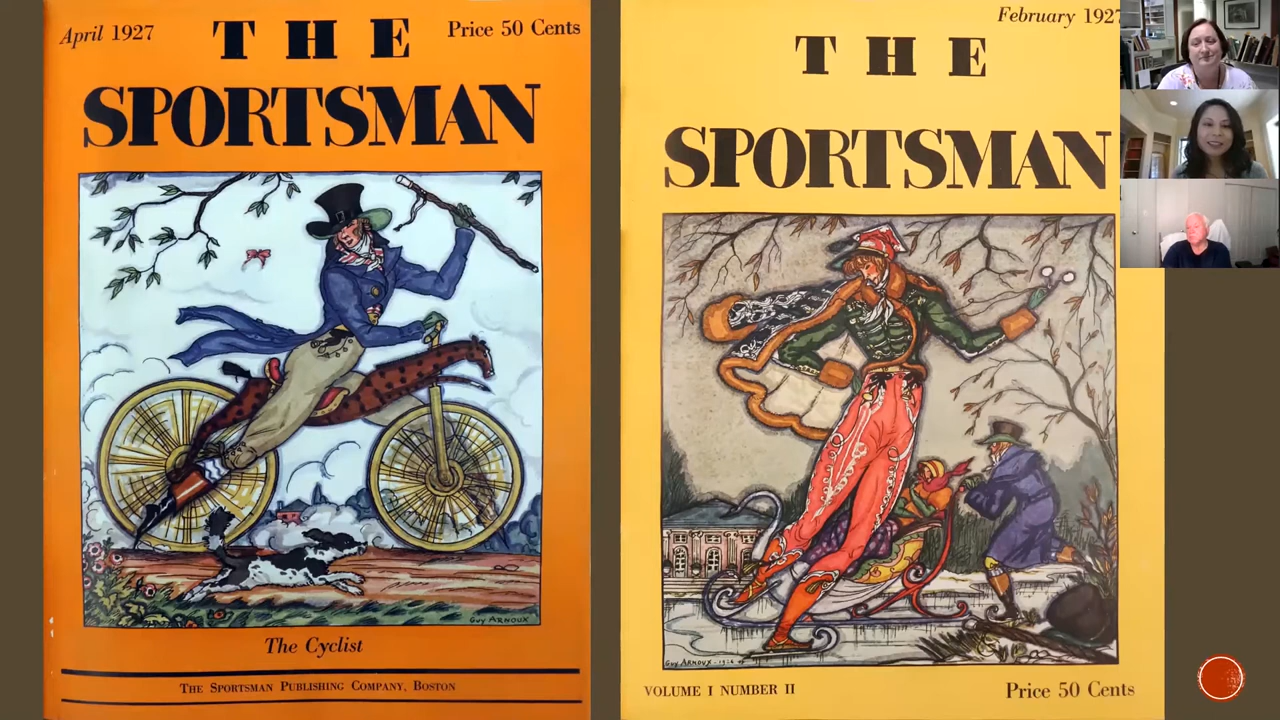 April 1927
THE
Price 50 Cents
SPORTSMAN
Guy ARNOUX
The Cyclist
THE SPORTSMAN PUBLISHING COMPANY, BOSTON
February 1927
THE
SPORTSMAN
Guy ARNOUX
VOLUME I NUMBER II
Price 50 Cents